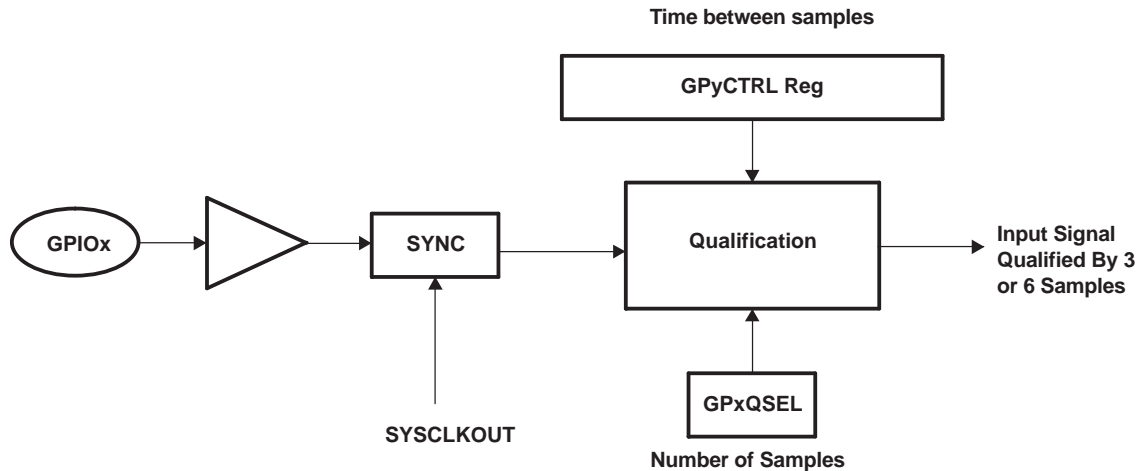 Time between samples
GPyCTRL Reg
GPIOx
SYNC
Qualification
Input Signal
Qualified By 3
or 6 Samples
GPxQSEL
SYSCLKOUT
Number of Samples